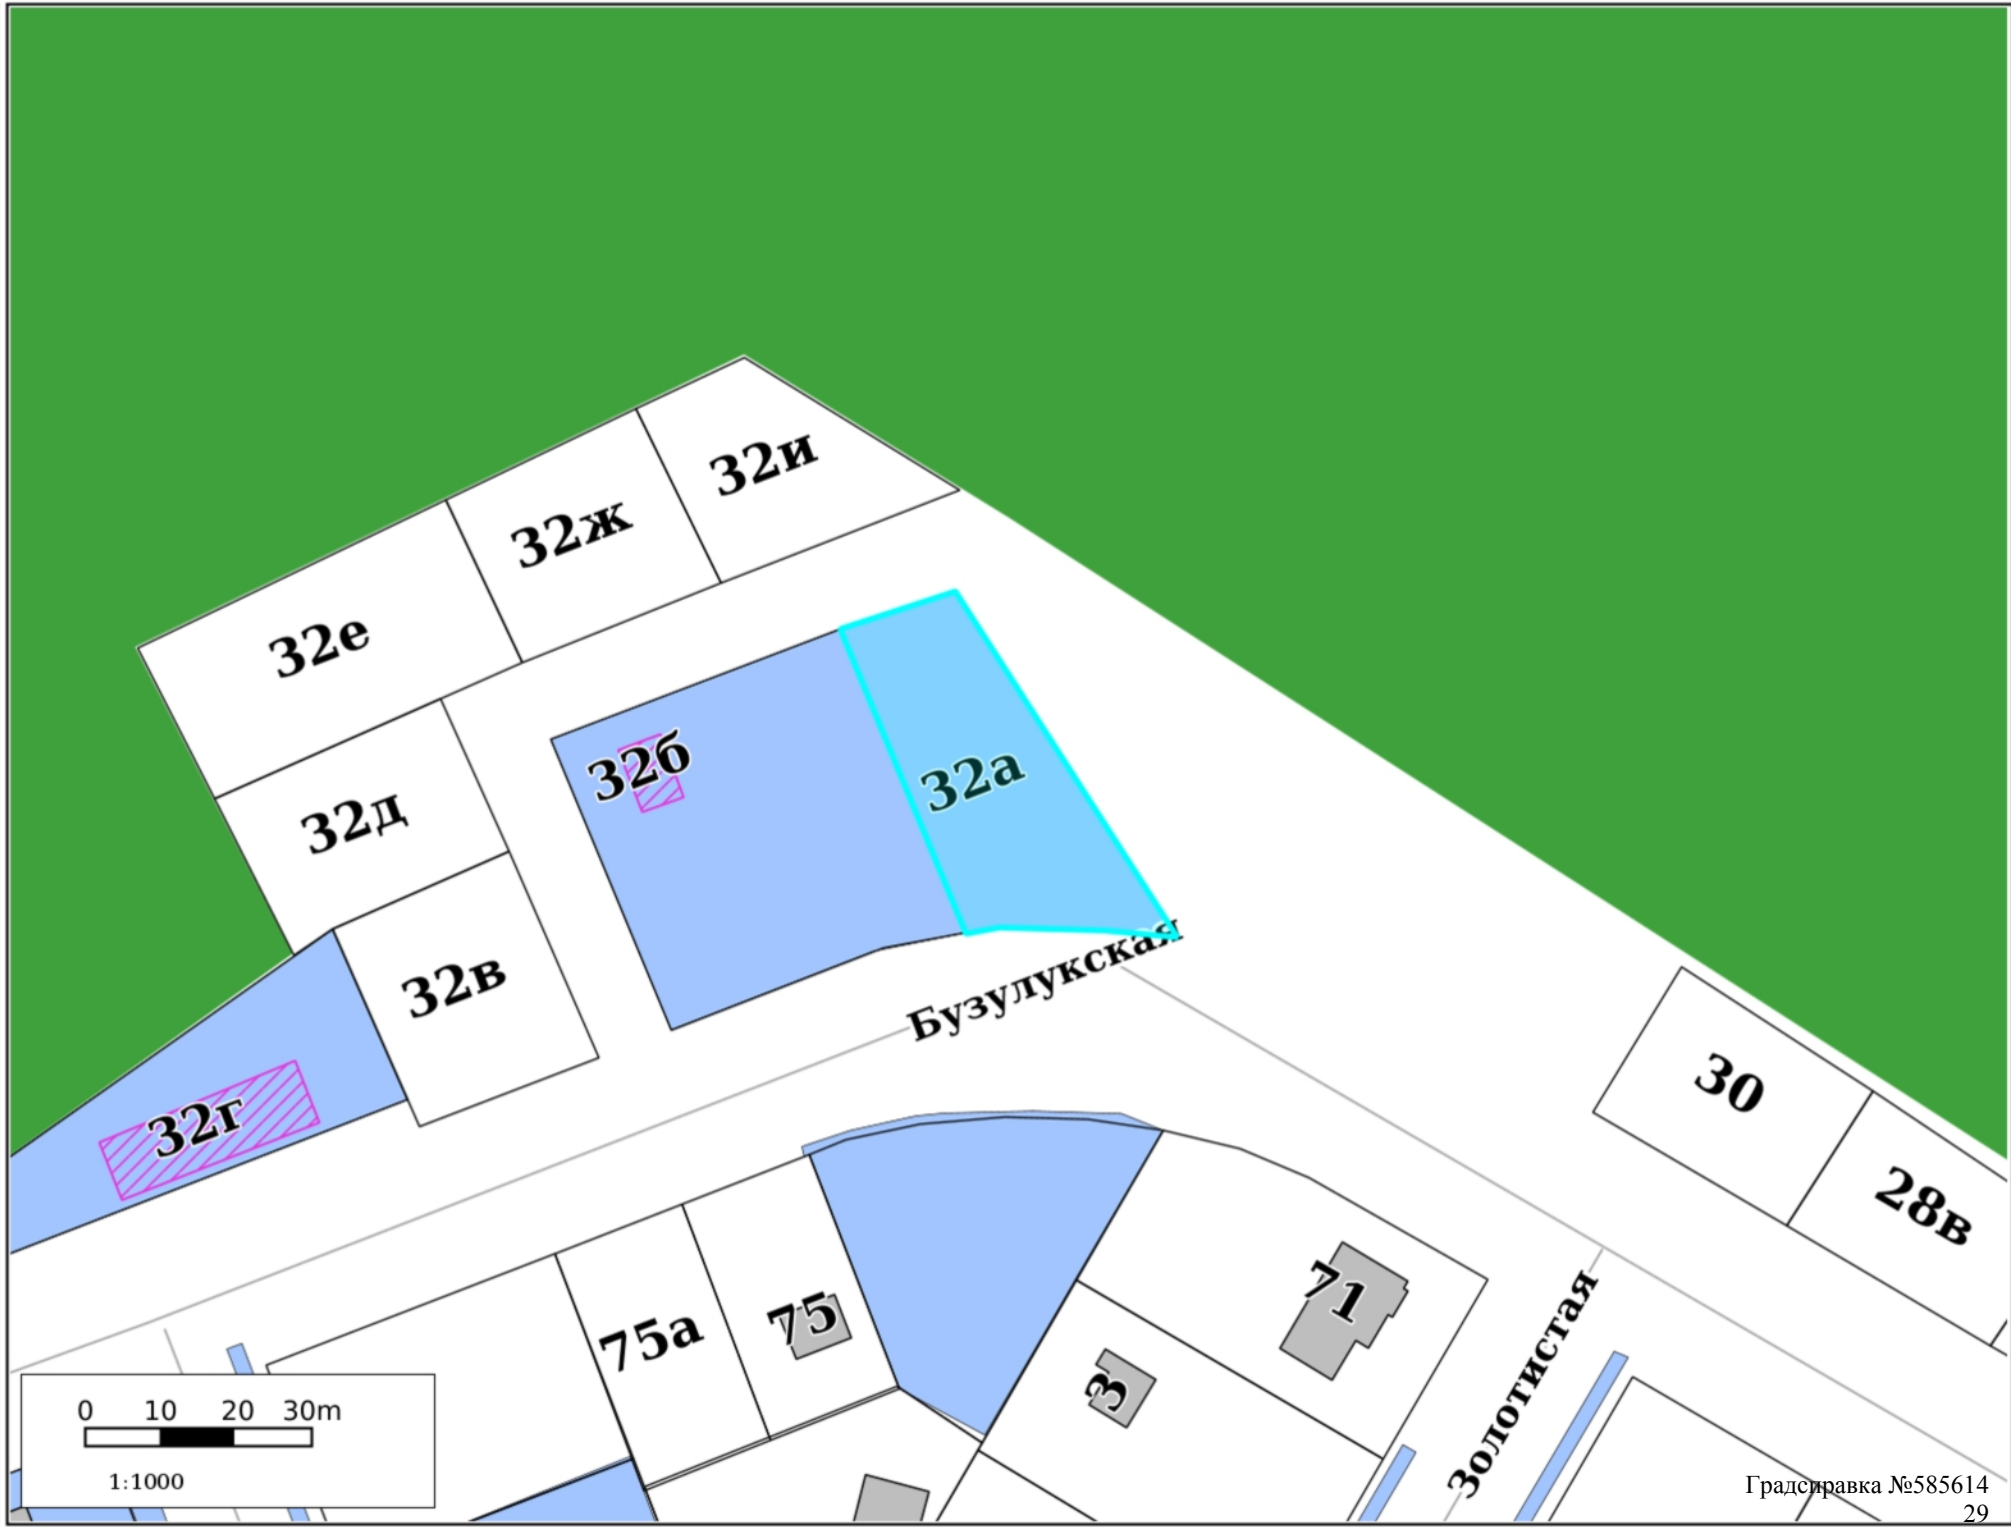 32и
32ж
32е
32б
32а
32д
32в
Бузулукская
32г
30
28в
71
75
75а
3
Золотистая
0 10 20 30m
1:1000
Градсправка №585614
29